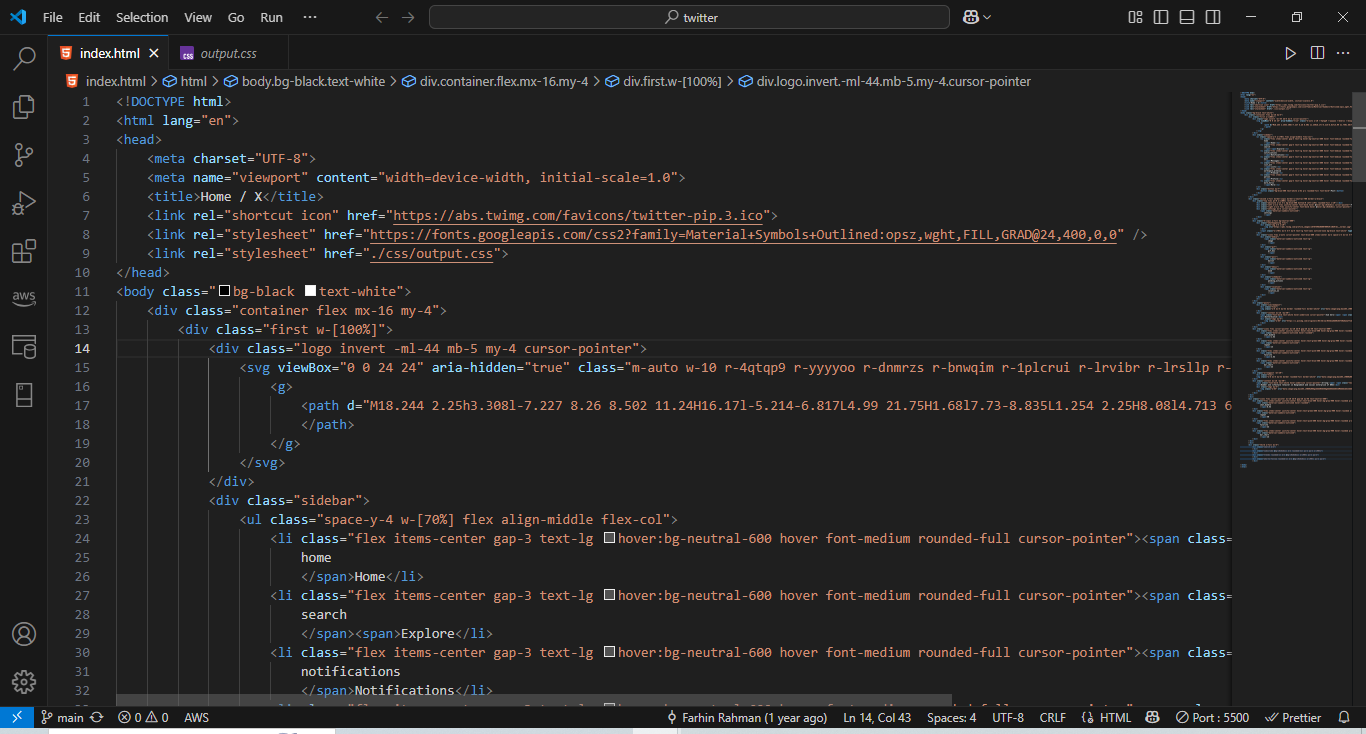 File Edit Selection View Go Run ··· twitter
index.html output.css
index.html > html > body.bg-black.text-white > div.container.flex.mx-16.my-4 > div.first.w-[100%] > div.logo.invert.-ml-44.mb-5.my-4.cursor-pointer
1 <!DOCTYPE html>
2 <html lang="en">
3 <head>
4 <meta charset="UTF-8">
5 <meta name="viewport" content="width=device-width, initial-scale=1.0">
6 <title>Home / X</title>
7 <link rel="shortcut icon" href="https://abs.twimg.com/favicons/twitter-pip.3.ico">
8 <link rel="stylesheet" href="https://fonts.googleapis.com/css2?family=Material+Symbols+Outlined:opsz,wght,FILL,GRAD@24,400,0,0" />
9 <link rel="stylesheet" href="./css/output.css">
10 </head>
11 <body class="bg-black text-white">
12 <div class="container flex mx-16 my-4">
13 <div class="first w-[100%]">
14 <div class="logo invert -ml-44 mb-5 my-4 cursor-pointer">
15 <svg viewBox="0 0 24 24" aria-hidden="true" class="m-auto w-10 r-4qtqp9 r-yyyyoo r-dnmrzs r-bnwqim r-1plcrui r-lrvibr r-lrsllp r-
16 <g>
17 <path d="M18.244 2.25h3.308l-7.227 8.26 8.502 11.24H16.17l-5.214-6.817L4.99 21.75H1.68l7.73-8.835L1.254 2.25H8.08l4.713 6
18 </path>
19 </g>
20 </svg>
21 </div>
22 <div class="sidebar">
23 <ul class="space-y-4 w-[70%] flex align-middle flex-col">
24 <li class="flex items-center gap-3 text-lg hover:bg-neutral-600 hover font-medium rounded-full cursor-pointer"><span class=
25 home
26 </span>Home</li>
27 <li class="flex items-center gap-3 text-lg hover:bg-neutral-600 hover font-medium rounded-full cursor-pointer"><span class=
28 search
29 </span><span>Explore</li>
30 <li class="flex items-center gap-3 text-lg hover:bg-neutral-600 hover font-medium rounded-full cursor-pointer"><span class=
31 notifications
32 </span>Notifications</li>
aws
main 0 0 AWS Farhin Rahman (1 year ago) Ln 14, Col 43 Spaces: 4 UTF-8 CRLF HTML Port : 5500 Prettier